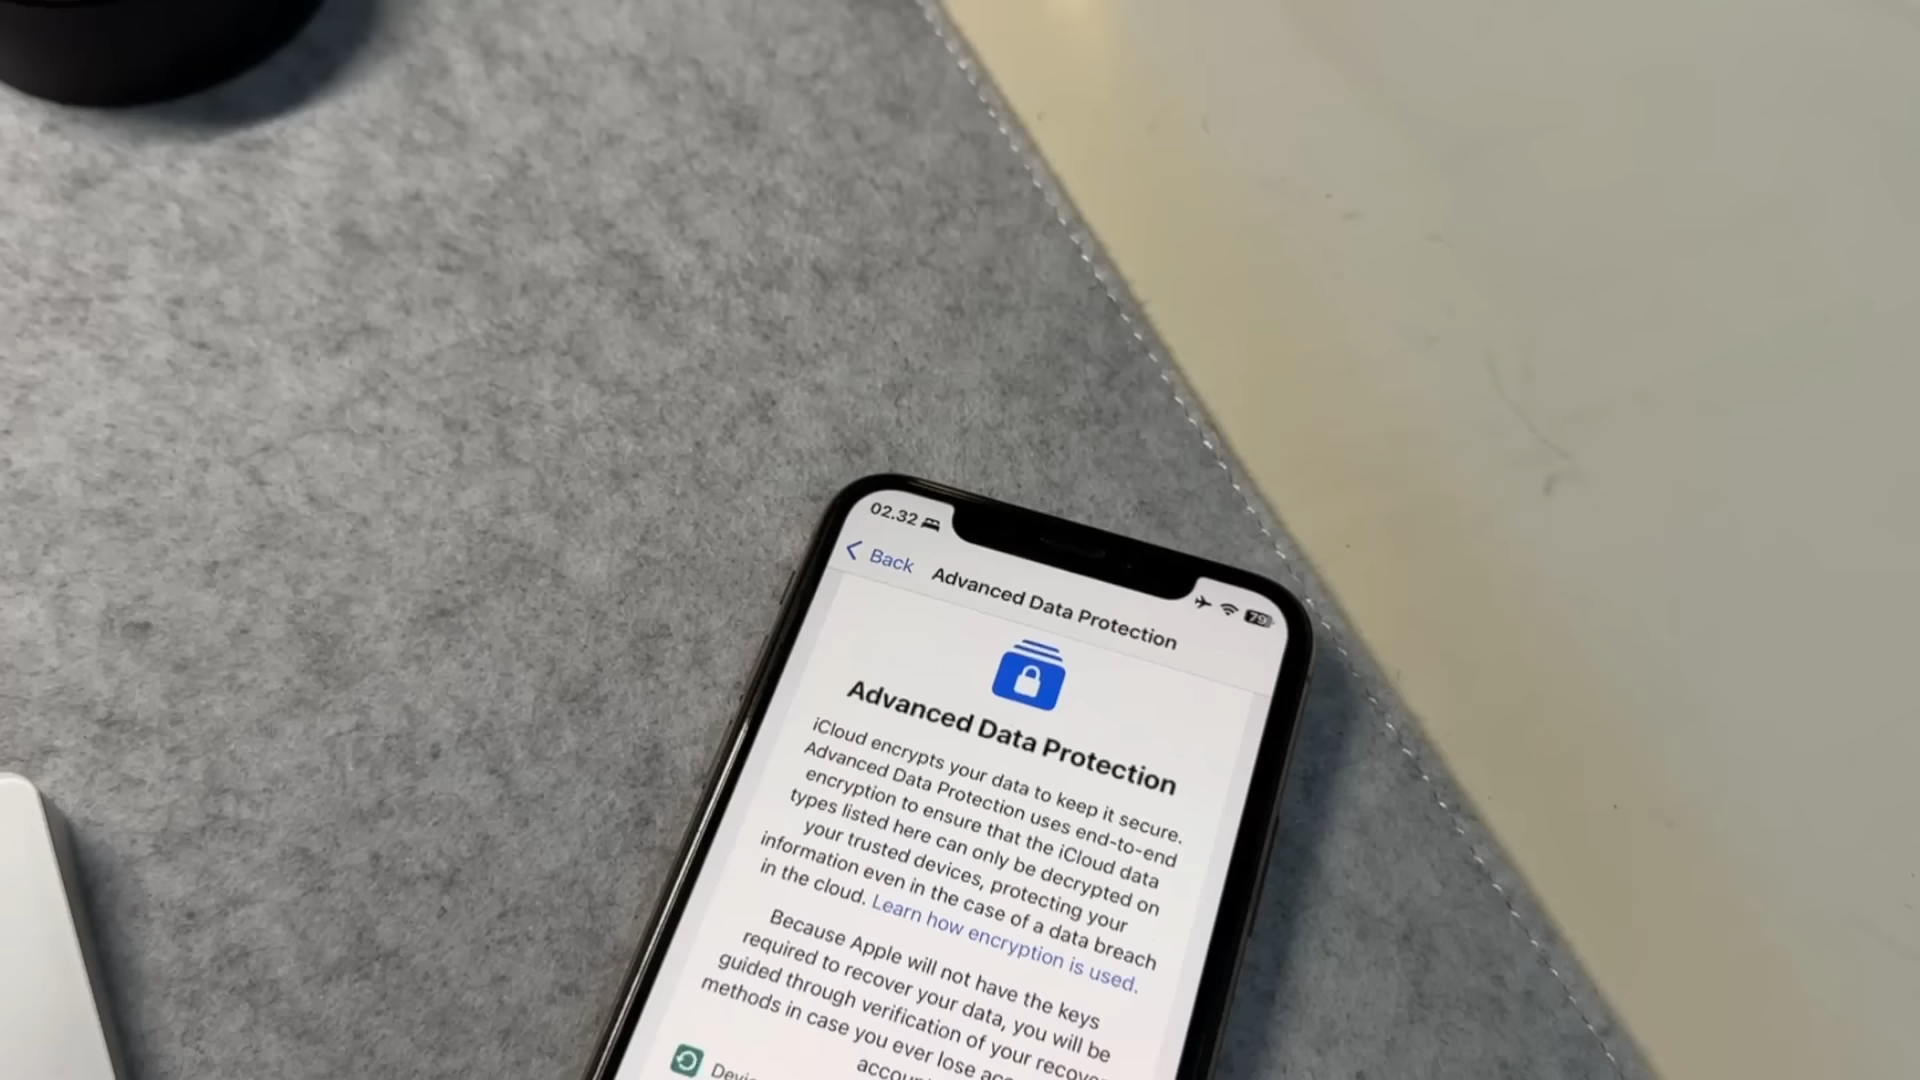 02.32
79
Back
Advanced Data Protection
Advanced Data Protection
iCloud encrypts your data to keep it secure.
Advanced Data Protection uses end-to-end
encryption to ensure that the iCloud data
types listed here can only be decrypted on
your trusted devices, protecting your
information even in the case of a data breach
in the cloud. Learn how encryption is used.
Because Apple will not have the keys
required to recover your data, you will be
guided through verification of your
methods in case you ever lose